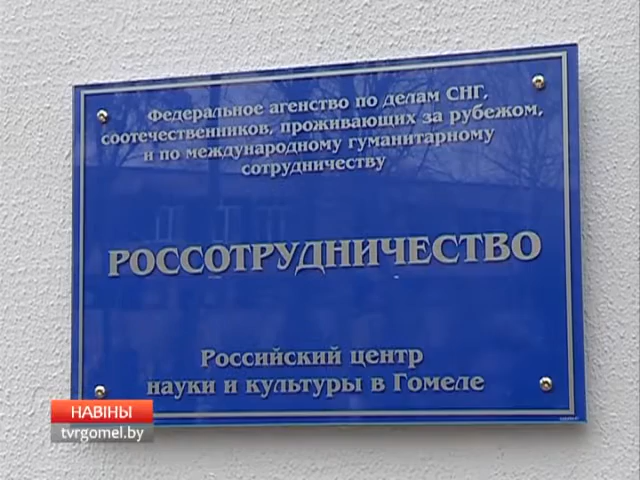 Федеральное агенство по делам СНГ,
соотечественников, проживающих за рубежом,
и по международному гуманитарному
сотрудничеству
РОССОТРУДНИЧЕСТВО
Российский центр
науки и культуры в Гомеле
НАВІНЫ
tvrgomel.by